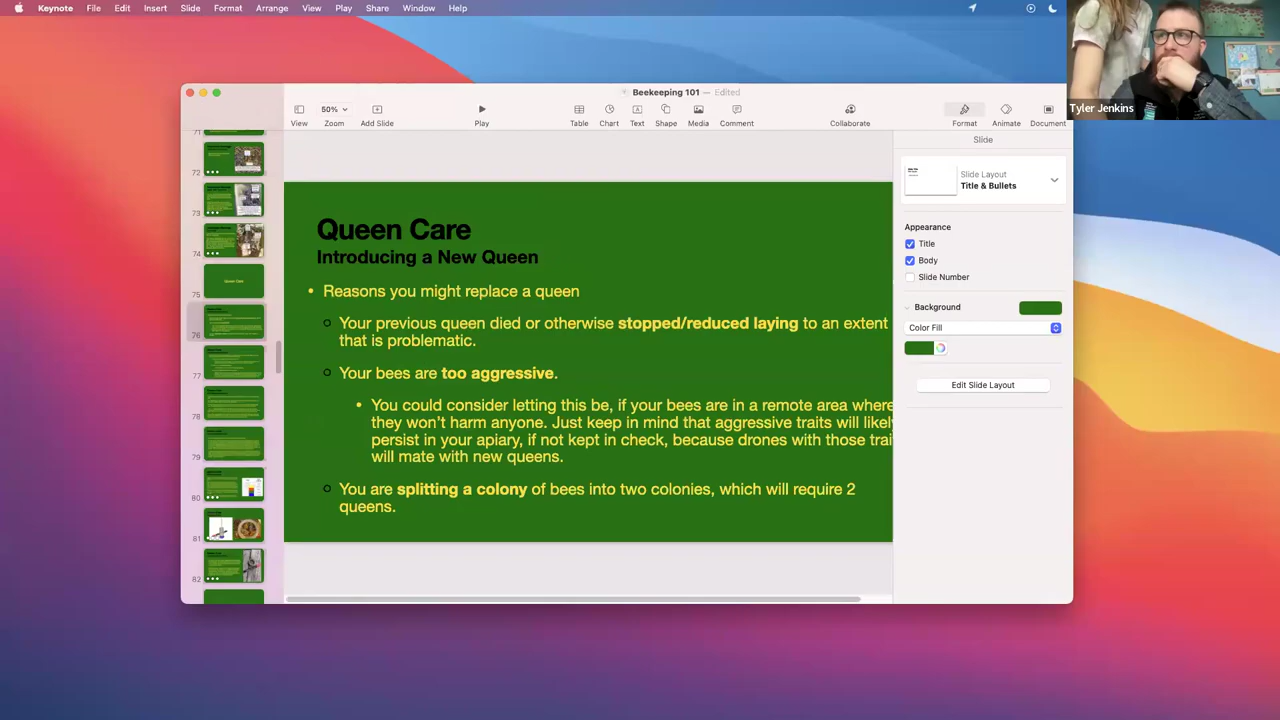 Keynote File Edit Insert Slide Format Arrange View Play Share Window Help
Tyler Jenkins
Beekeeping 101 — Edited
50%
View Zoom Add Slide Play Table Chart Text Shape Media Comment Collaborate Format Animate Document
71
72
73
74
75
Queen Care
76
77
78
79
80
81
82
Queen Care
Introducing a New Queen
• Reasons you might replace a queen
Your previous queen died or otherwise stopped/reduced laying to an extent
that is problematic.
Your bees are too aggressive.
• You could consider letting this be, if your bees are in a remote area where
they won't harm anyone. Just keep in mind that aggressive traits will likely
persist in your apiary, if not kept in check, because drones with those trai
will mate with new queens.
You are splitting a colony of bees into two colonies, which will require 2
queens.
Slide
Slide Layout
Title & Bullets
Appearance
Title
Body
Slide Number
Background
Color Fill
Edit Slide Layout